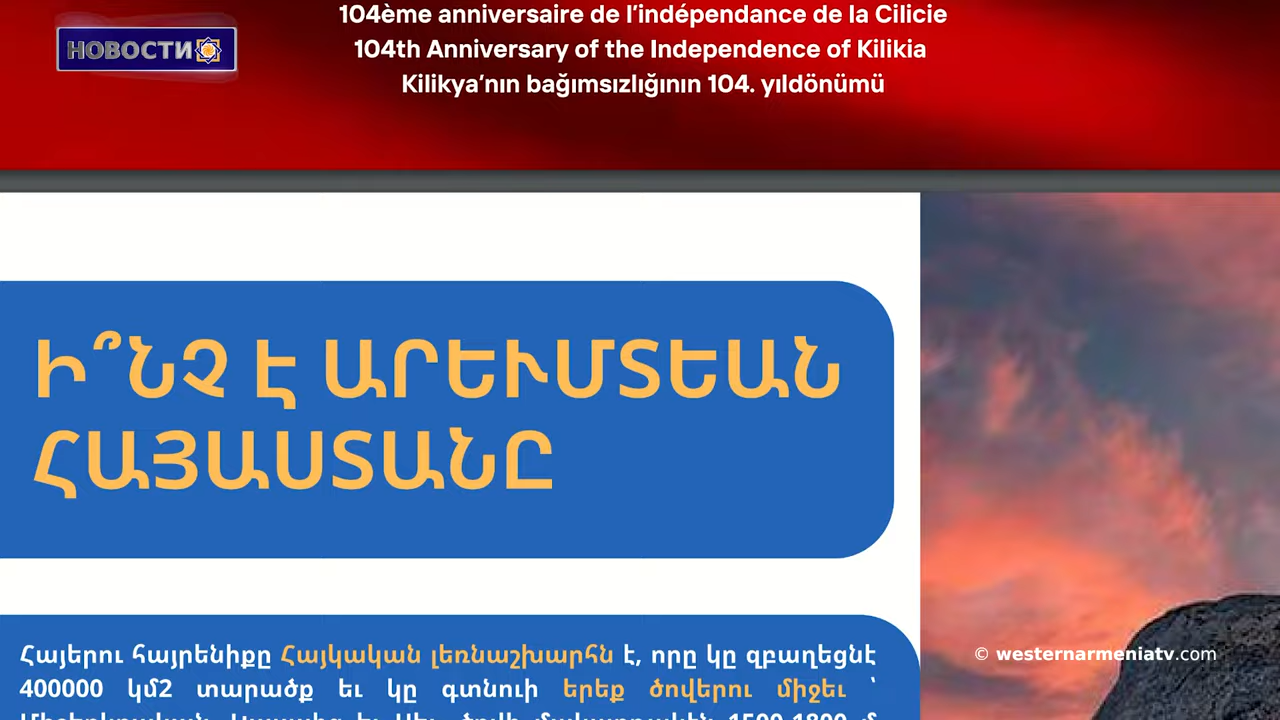 104ème anniversaire de l’indépendance de la Cilicie
НОВОСТИ
104th Anniversary of the Independence of Kilikia
Kilikya’nın bağımsızlığının 104. yıldönümü
Ի՞ՆՉ Է ԱՐԵՒՄՏԵԱՆ
ՀԱՅԱՍՏԱՆԸ
Հայերու հայրենիքը Հայկական լեռնաշխարհն է, որը կը զբաղեցնէ
400000 կմ2 տարածք եւ կը գտնուի երեք ծովերու միջեւ ՝
© westernarmeniatv.com